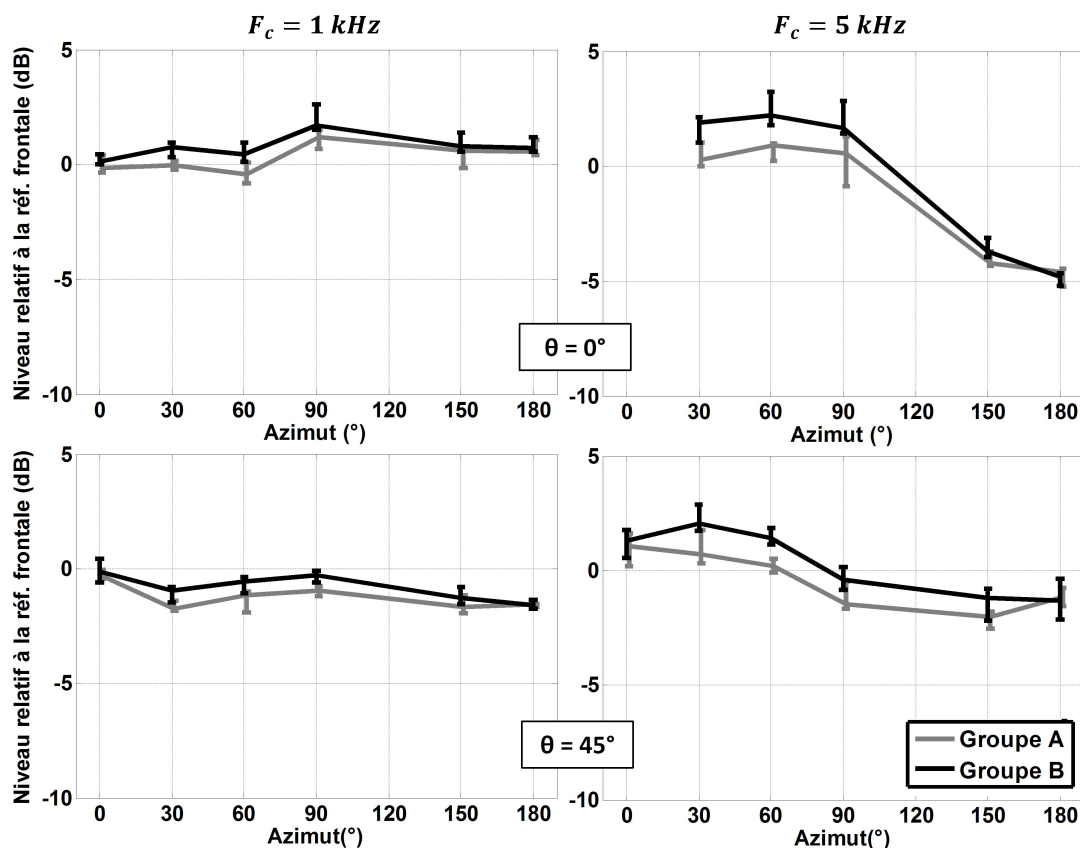 F_c = 1 kHz
F_c = 5 kHz
Niveau relatif à la réf. frontale (dB)
5
0
-5
-10
0 30 60 90 120 150 180
Azimut (°)
5
0
-5
-10
0 30 60 90 120 150 180
Azimut (°)
θ = 0°
Niveau relatif à la réf. frontale (dB)
5
0
-5
-10
0 30 60 90 120 150 180
Azimut(°)
5
0
-5
-10
0 30 60 90 120 150 180
Azimut(°)
θ = 45°
Groupe A
Groupe B